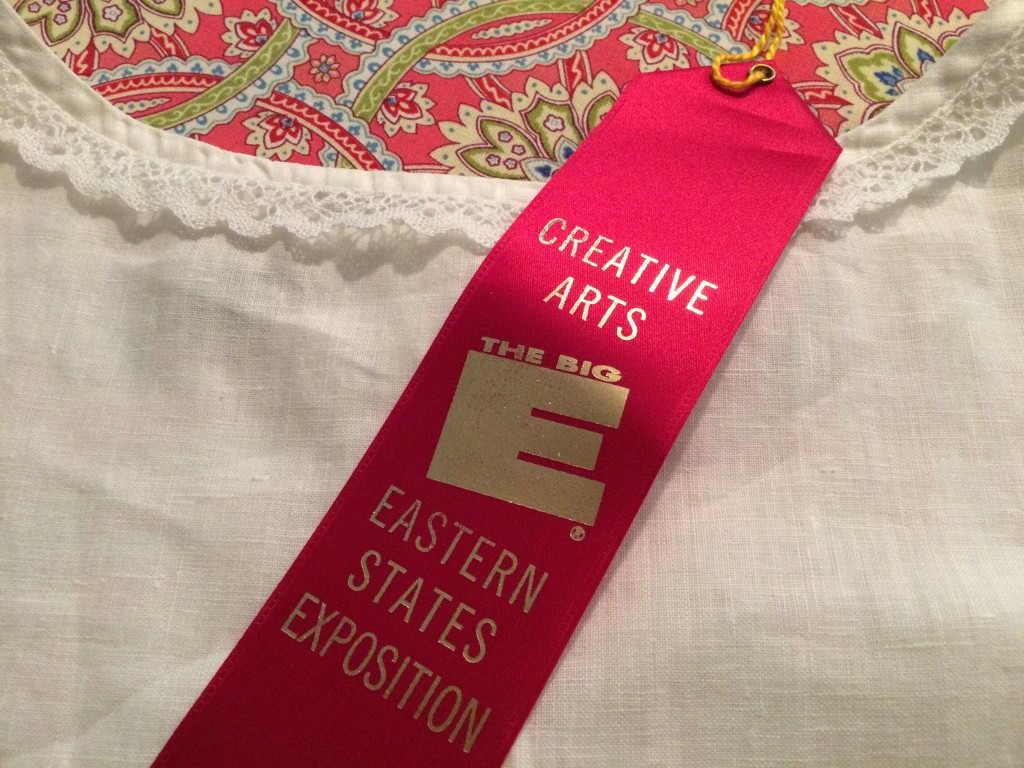 CREATIVE
ARTS
THE BIG
E®
EASTERN
STATES
EXPOSITION